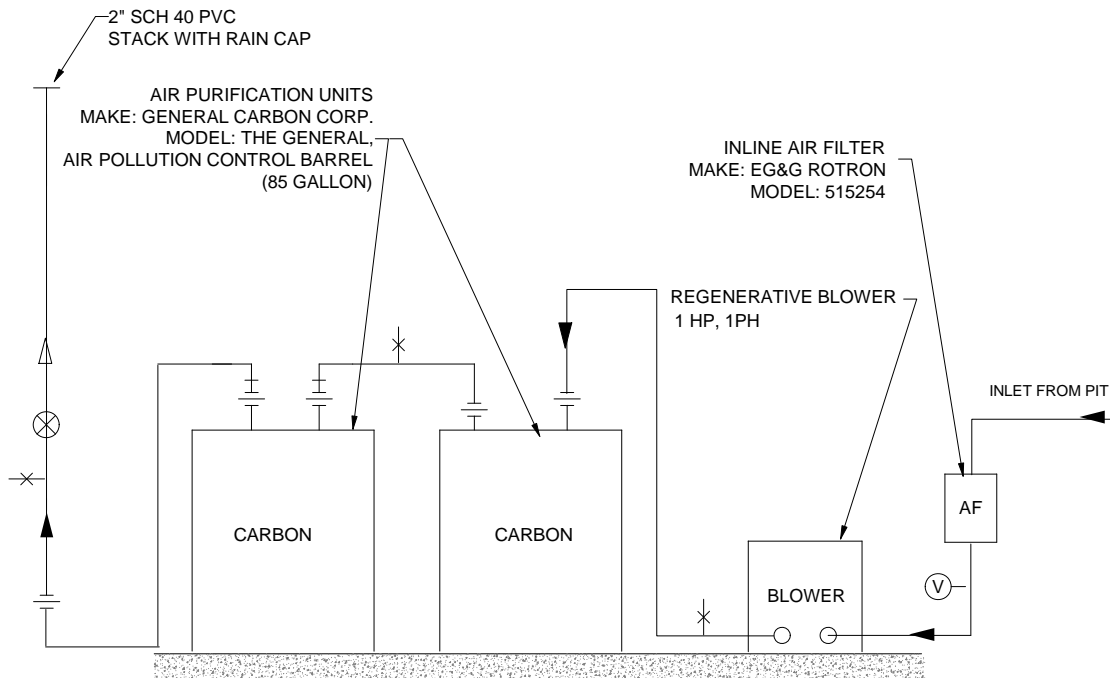 2" SCH 40 PVC
STACK WITH RAIN CAP
AIR PURIFICATION UNITS
MAKE: GENERAL CARBON CORP.
MODEL: THE GENERAL,
AIR POLLUTION CONTROL BARREL
(85 GALLON)
INLINE AIR FILTER
MAKE: EG&G ROTRON
MODEL: 515254
REGENERATIVE BLOWER
1 HP, 1PH
INLET FROM PIT
AF
CARBON
CARBON
V
BLOWER